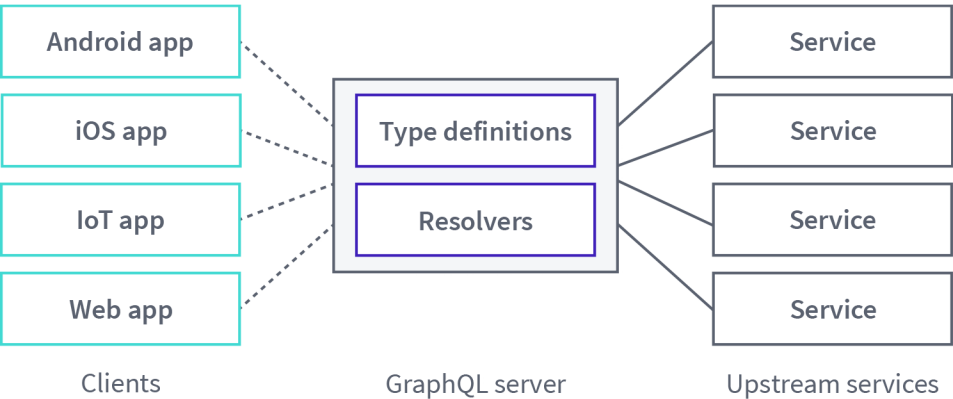 Android app
iOS app
IoT app
Web app
Clients
Type definitions
Resolvers
GraphQL server
Service
Service
Service
Service
Upstream services